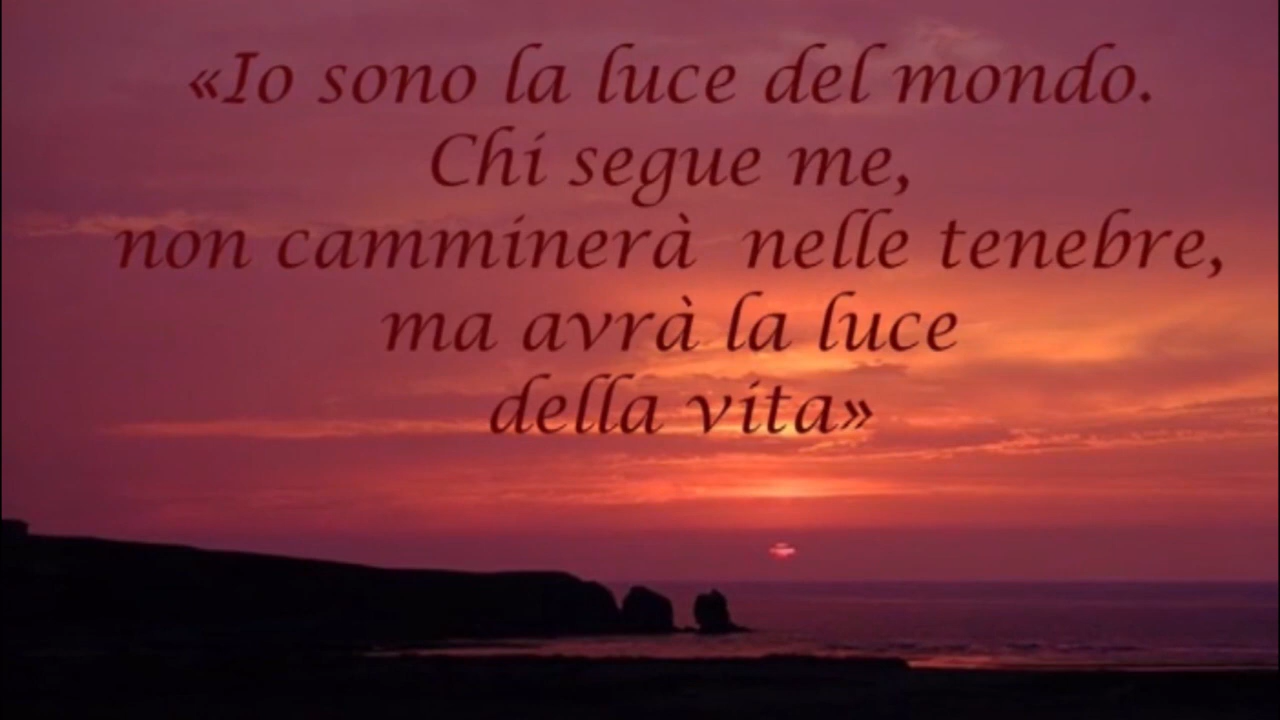 «Io sono la luce del mondo.
Chi segue me,
non camminerà nelle tenebre,
ma avrà la luce
della vita»